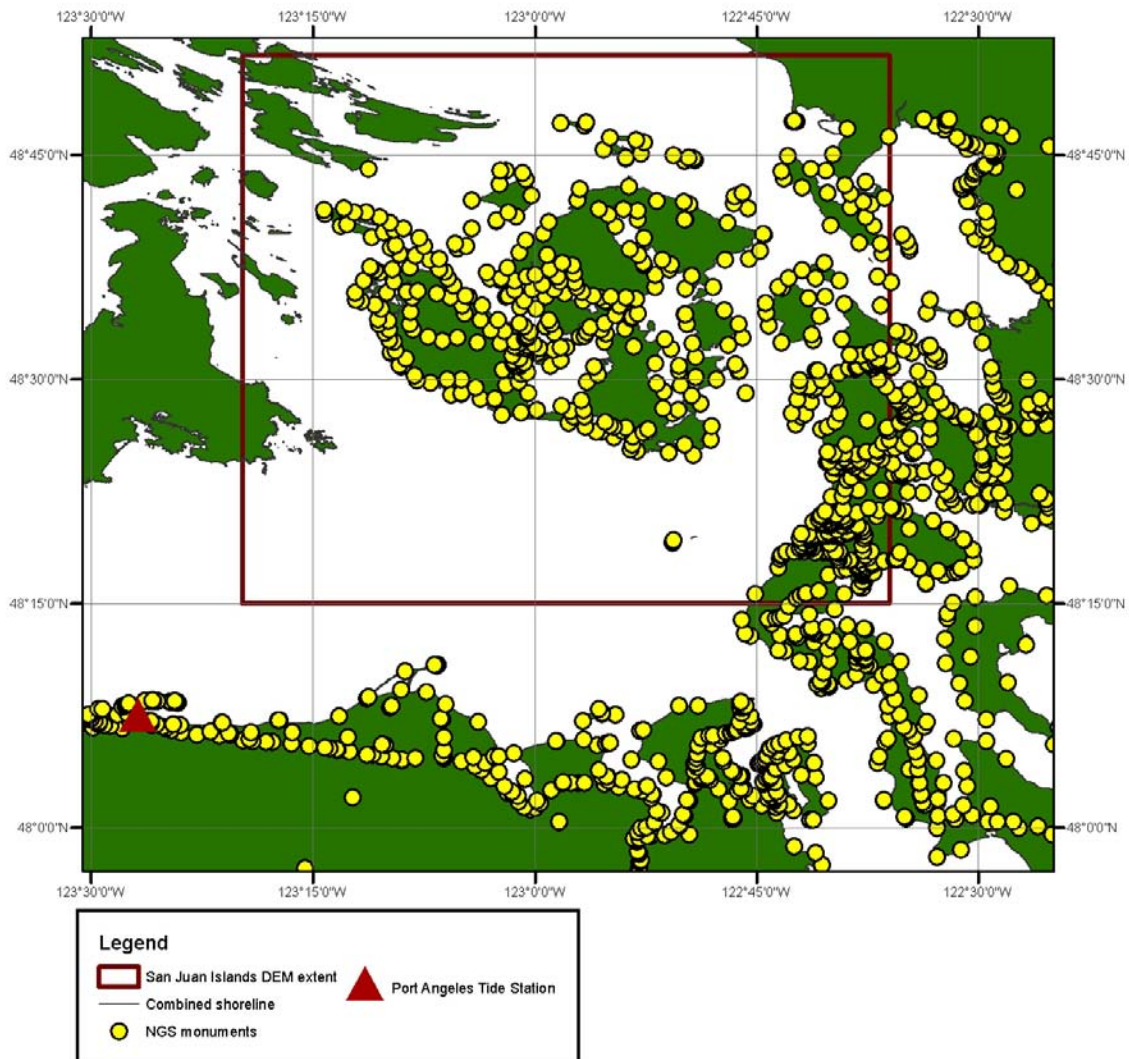 123°30'0"W 123°15'0"W 123°0'0"W 122°45'0"W 122°30'0"W
48°45'0"N 48°45'0"N
48°30'0"N 48°30'0"N
48°15'0"N 48°15'0"N
48°0'0"N 48°0'0"N
123°30'0"W 123°15'0"W 123°0'0"W 122°45'0"W 122°30'0"W
Legend
San Juan Islands DEM extent
Combined shoreline
NGS monuments
Port Angeles Tide Station